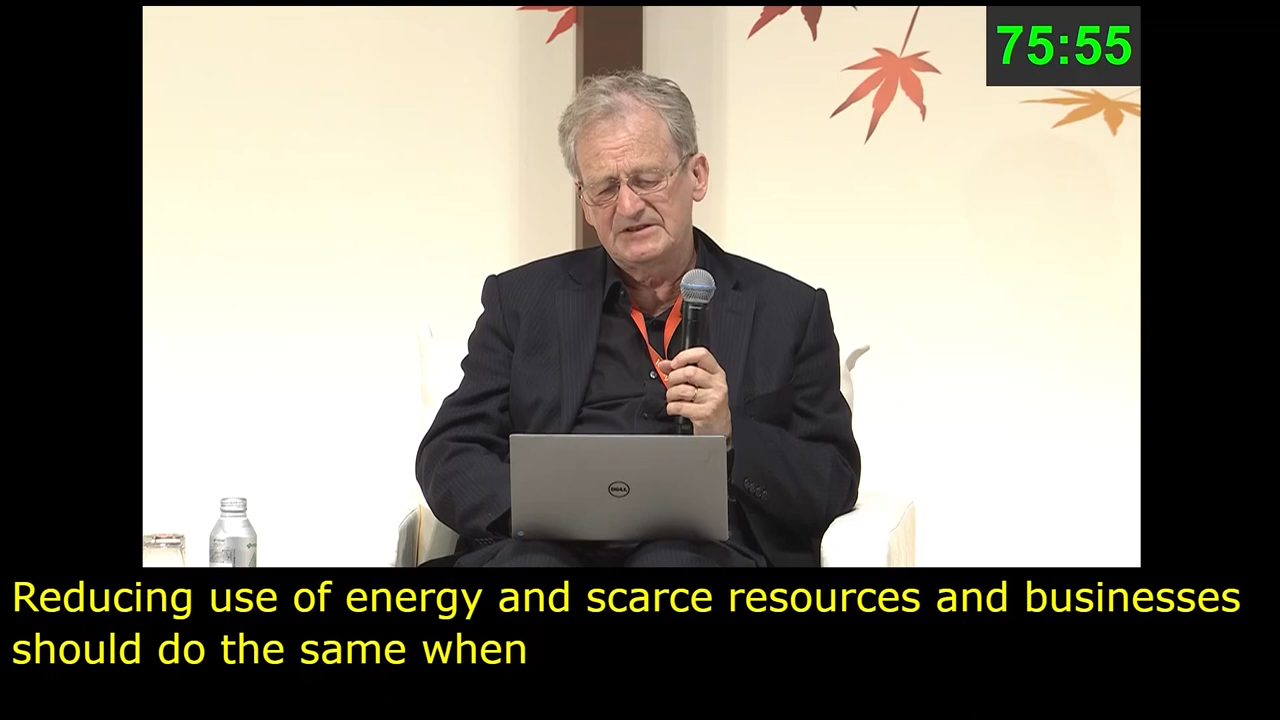 75:55
DELL
Reducing use of energy and scarce resources and businesses
should do the same when